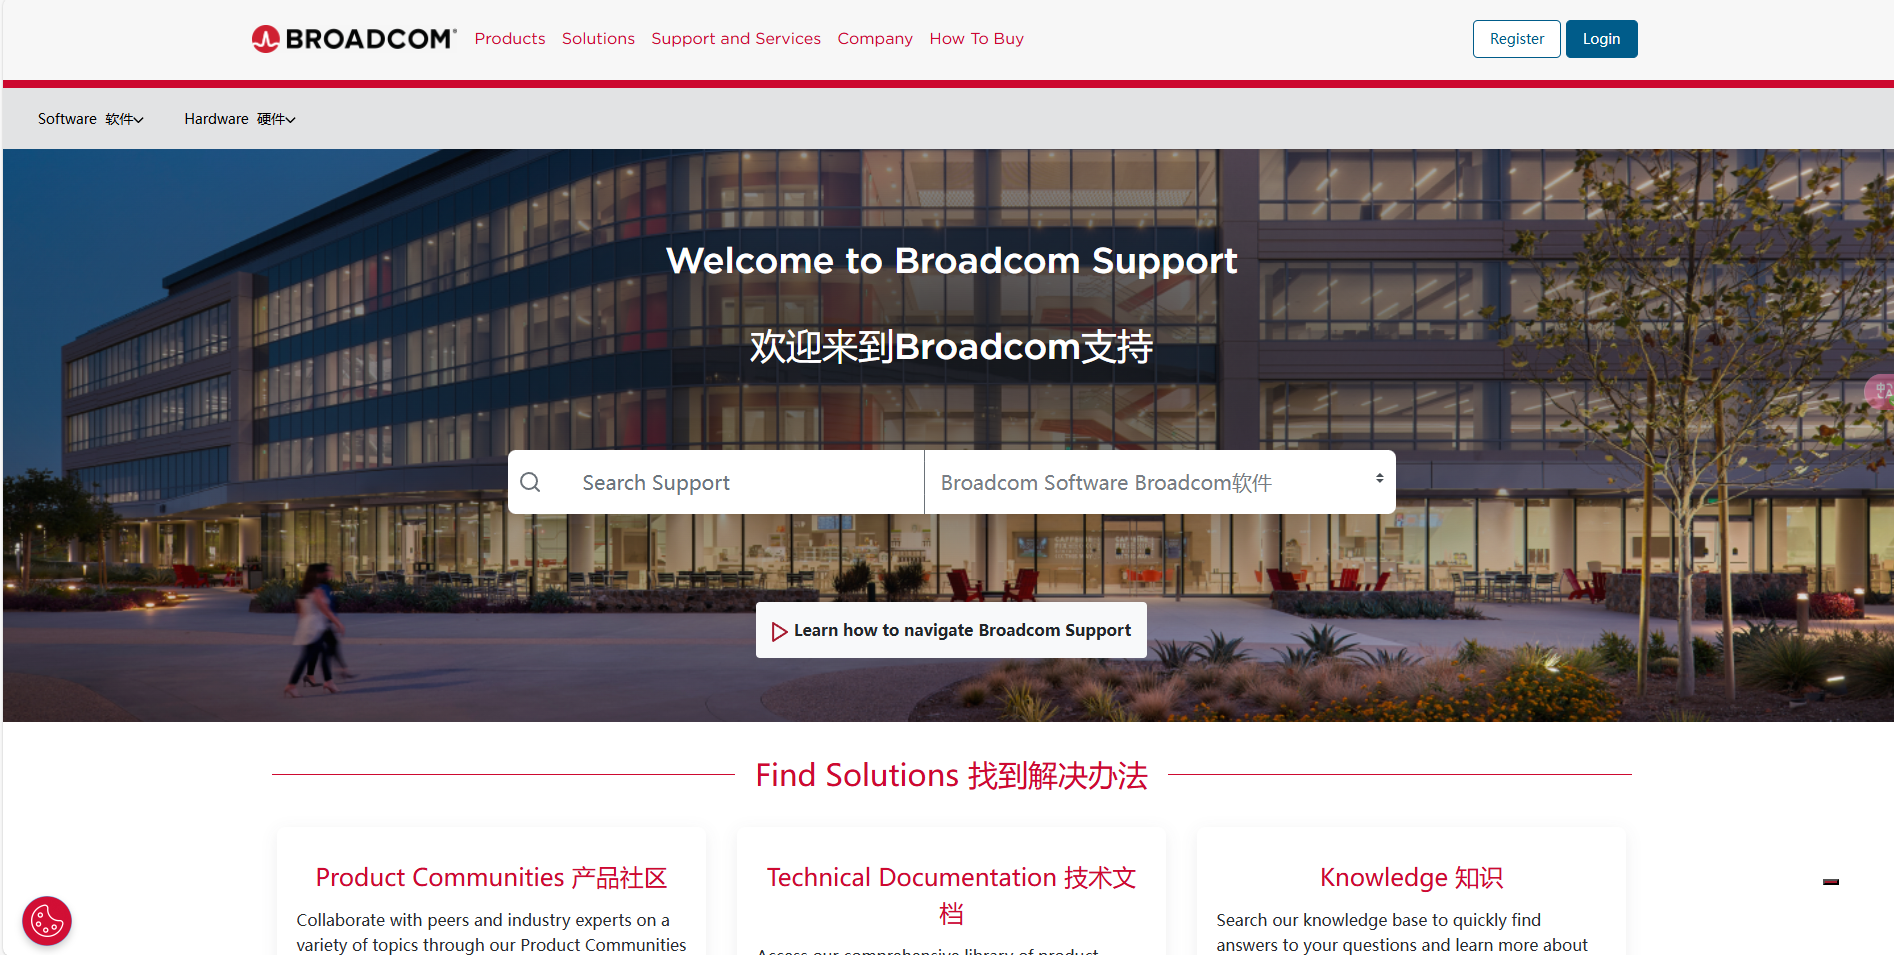 BROADCOM
Products Solutions Support and Services Company How To Buy
Register Login
Software 软件 Hardware 硬件
Welcome to Broadcom Support
欢迎来到Broadcom支持
Search Support
Broadcom Software Broadcom软件
Learn how to navigate Broadcom Support
Find Solutions 找到解决办法
Product Communities 产品社区
Collaborate with peers and industry experts on a
variety of topics through our Product Communities
Technical Documentation 技术文
档
Access our comprehensive library of product
Knowledge 知识
Search our knowledge base to quickly find
answers to your questions and learn more about